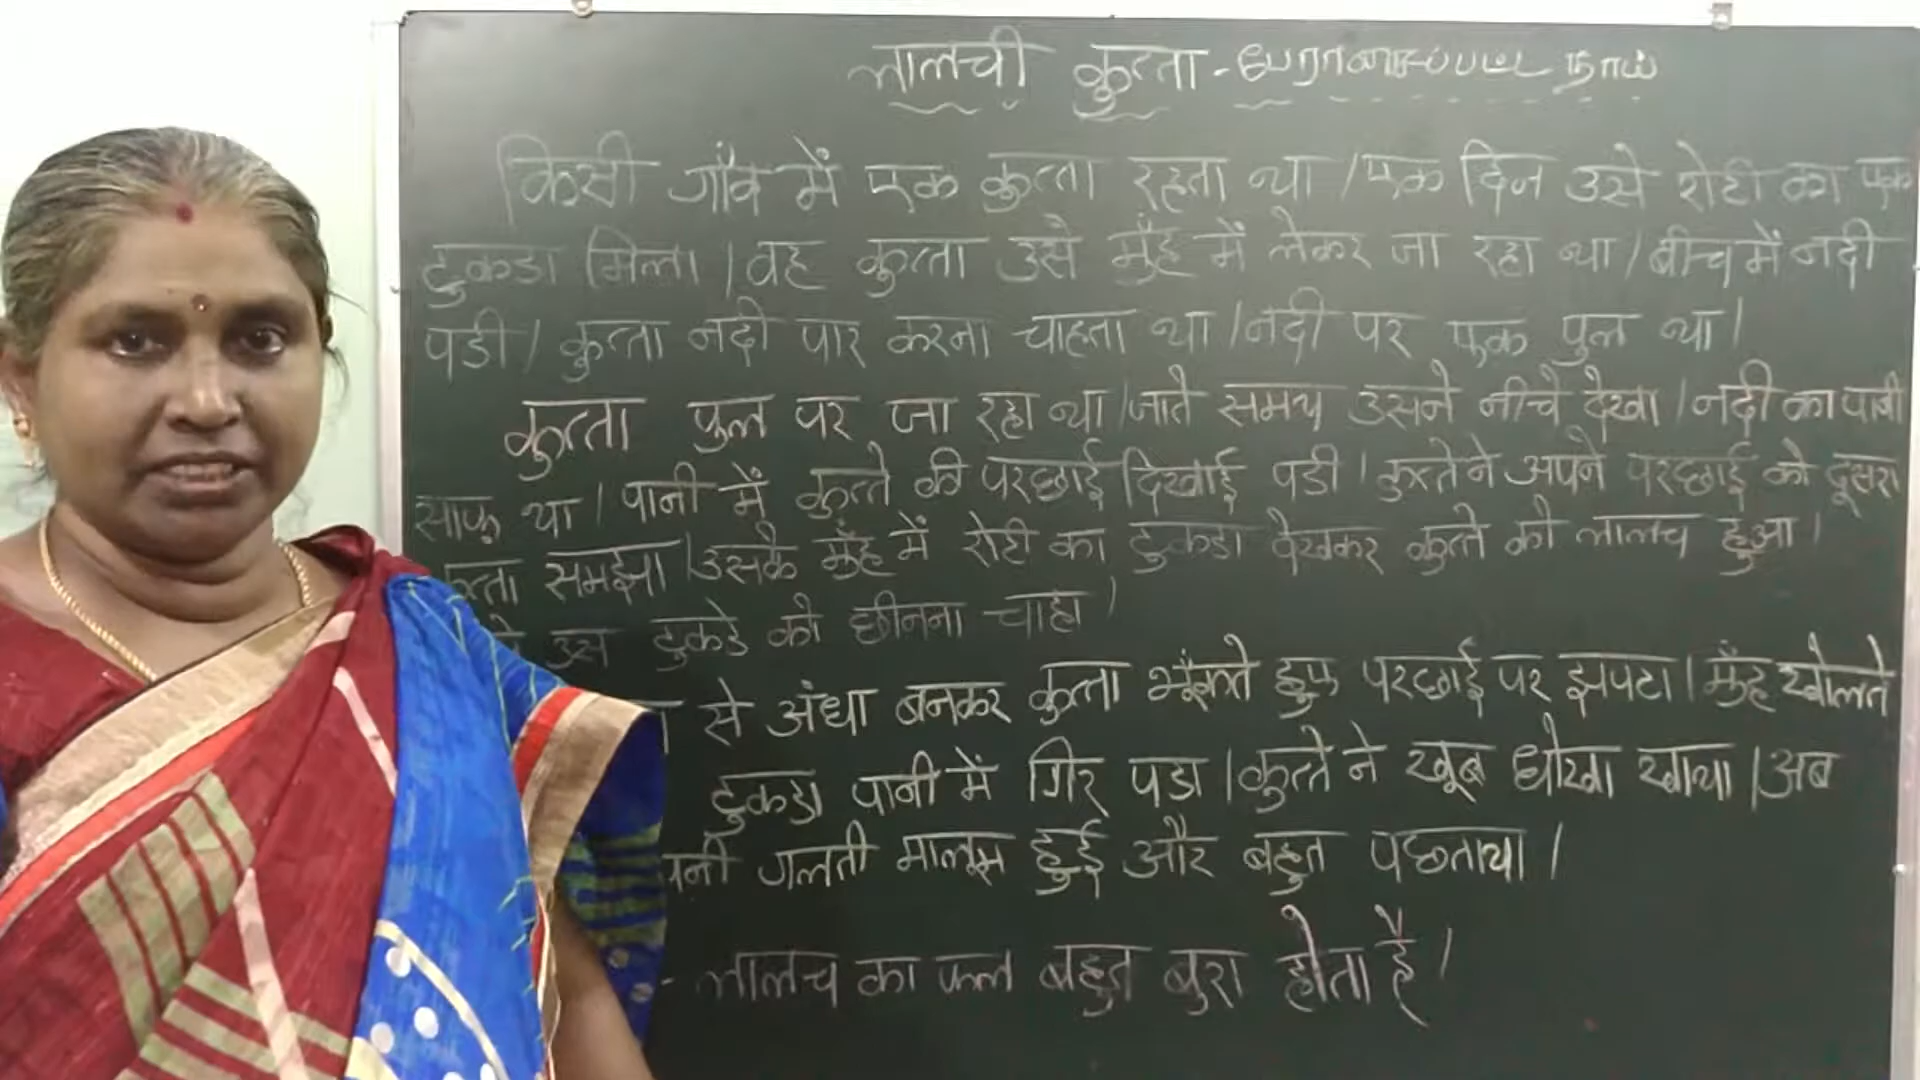 लालची कुत्ता - பேராசைப்பட்ட நாய்
किसी गाँव में एक कुत्ता रहता था । एक दिन उसे रोटी का एक
टुकडा मिला । वह कुत्ता उसे मुँह में लेकर जा रहा था । बीच में नदी
पडी । कुत्ता नदी पार करना चाहता था । नदी पर एक पुल था ।
कुत्ता पुल पर जा रहा था । जाते समय उसने नीचे देखा । नदी का पानी
साफ़ था । पानी में कुत्ते की परछाई दिखाई पडी । कुत्ते ने अपने परछाई को दूसरा
समझा । उसके मुँह में रोटी का टुकडा देखकर कुत्ते को लालच हुआ ।
उस टुकडे को छीनना चाहा ।
से अंधा बनकर कुत्ता भूँकते हुए परछाई पर झपटा । मुँह खोलते
टुकडा पानी में गिर पडा । कुत्ते ने खूब धोखा खाया । अब
गलती मालूम हुई और बहुत पछताया ।
- लालच का फल बहुत बुरा होता है ।